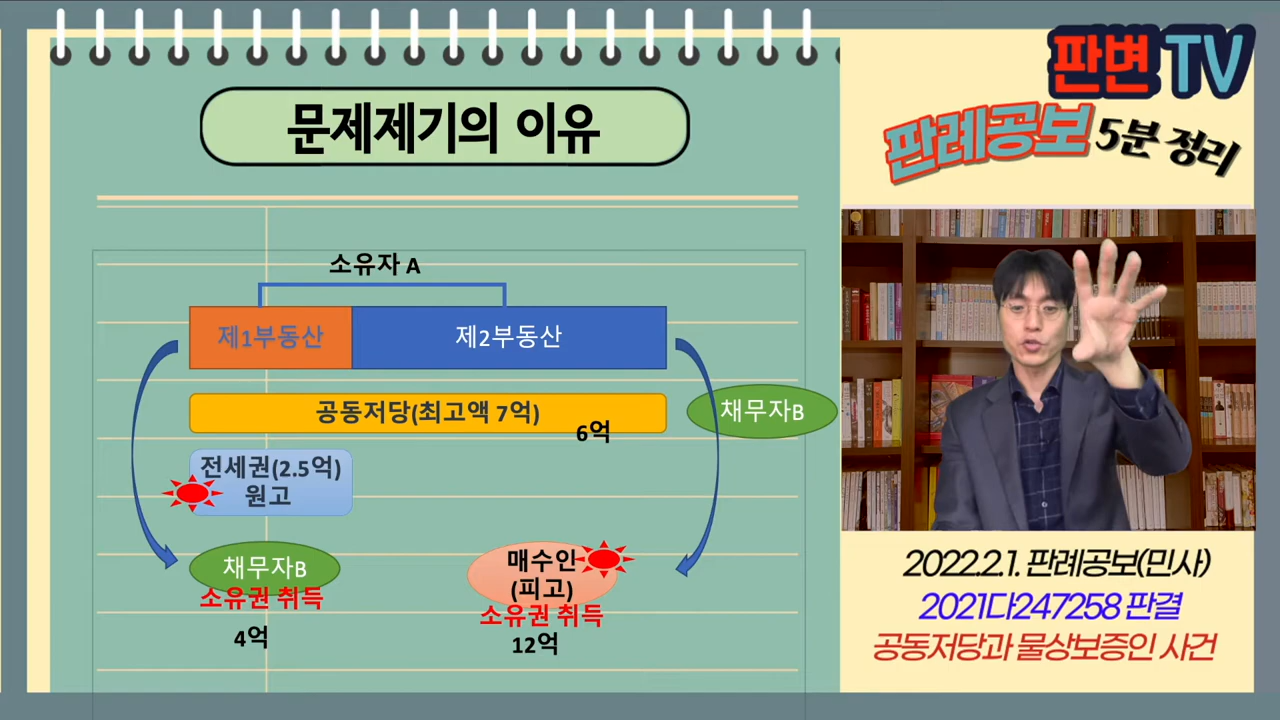 판변 TV
판례공보 5분 정리
문제제기의 이유
소유자 A
제1부동산
제2부동산
공동저당(최고액 7억)
6억
채무자B
전세권(2.5억)
원고
채무자B
소유권 취득
4억
매수인
(피고)
소유권 취득
12억
2022.2.1. 판례공보(민사)
2021다247258 판결
공동저당과 물상보증인 사건